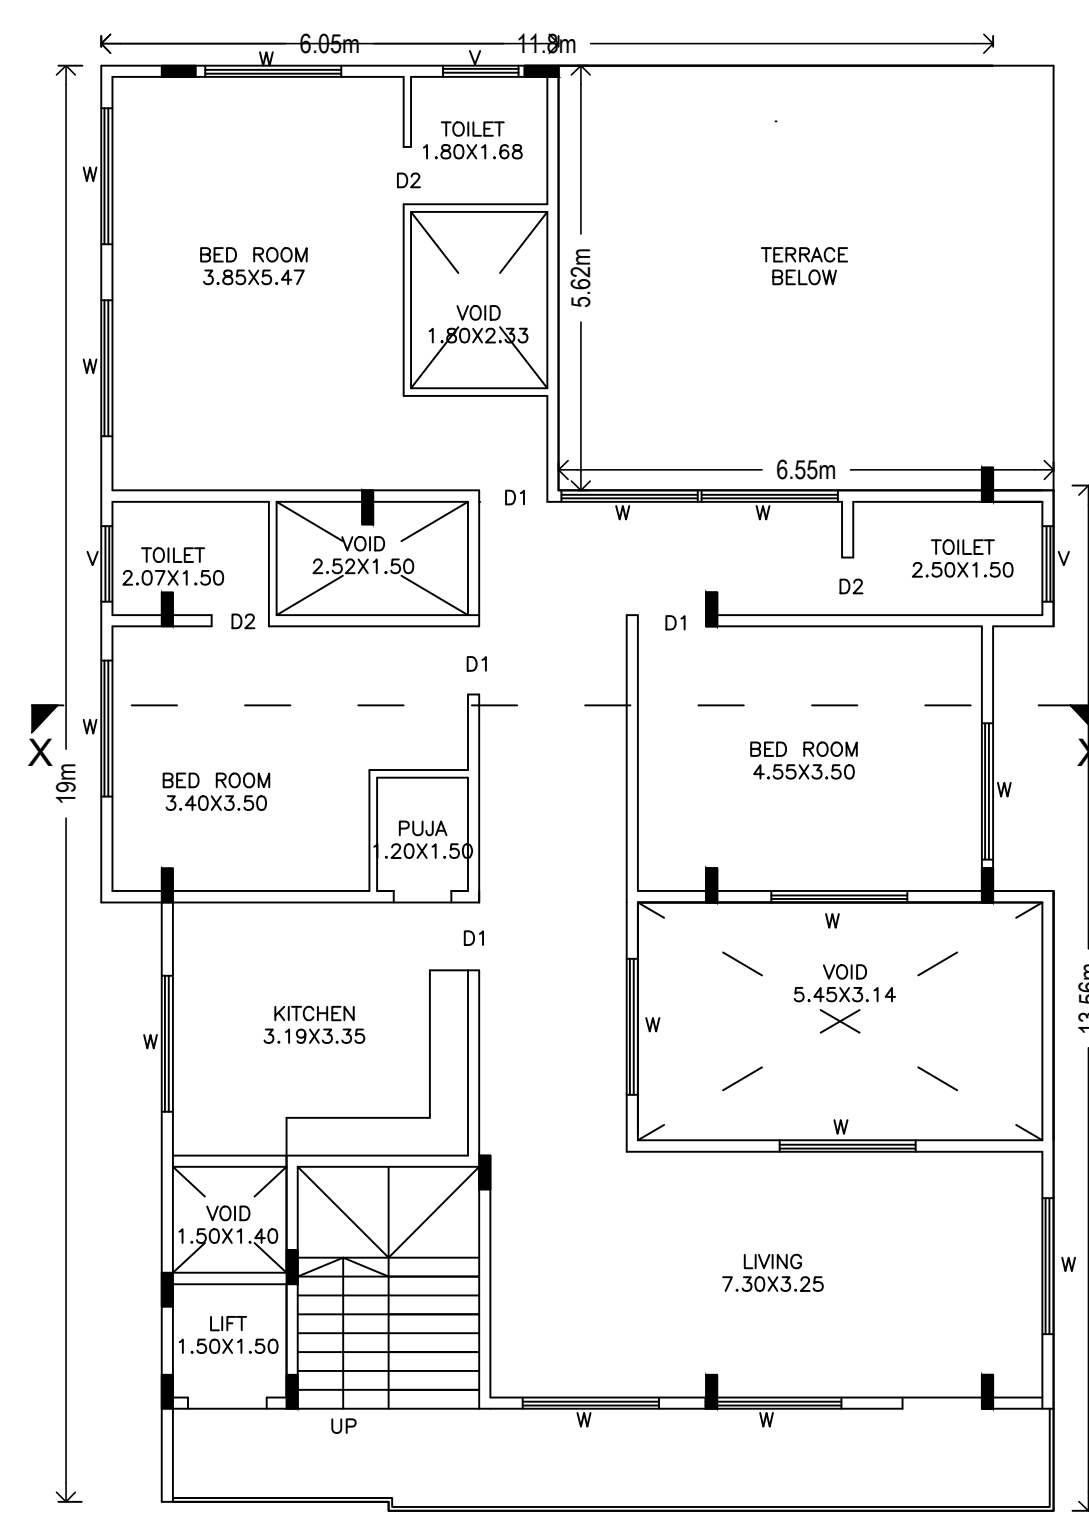 6.05m
11.8m
W
V
TOILET
1.80X1.68
W
D2
BED ROOM
3.85X5.47
TERRACE
BELOW
5.62m
VOID
1.80X2.33
W
6.55m
D1
W
W
V
TOILET
2.07X1.50
VOID
2.52X1.50
TOILET
2.50X1.50
V
D2
D2
D1
D1
W
X
19m
BED ROOM
4.55X3.50
BED ROOM
3.40X3.50
W
PUJA
1.20X1.50
W
D1
VOID
5.45X3.14
13.56m
KITCHEN
3.19X3.35
W
W
W
VOID
1.50X1.40
LIVING
7.30X3.25
W
LIFT
1.50X1.50
UP
W
W